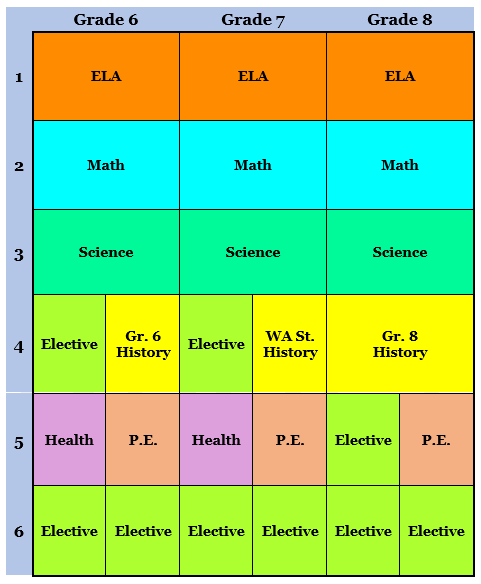 Grade 6 Grade 7 Grade 8
1 ELA ELA ELA
2 Math Math Math
3 Science Science Science
4 Elective Gr. 6 History Elective WA St. History Gr. 8 History
5 Health P.E. Health P.E. Elective P.E.
6 Elective Elective Elective Elective Elective Elective